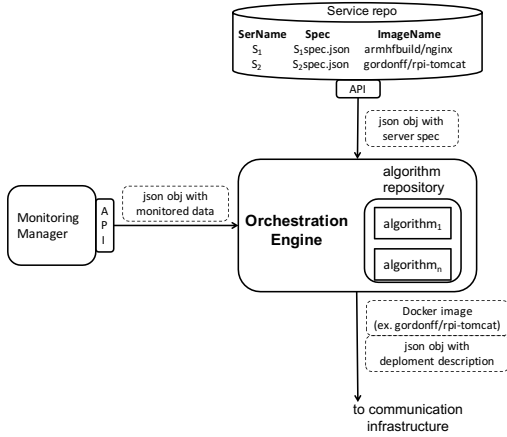 Service repo
SerName Spec ImageName
S1 S1spec.json armhfbuild/nginx
S2 S2spec.json gordonff/rpi-tomcat
API
json obj with
server spec
algorithm
repository
algorithm1
algorithmn
Orchestration
Engine
json obj with
monitored data
Monitoring
Manager
A
P
I
Docker image
(ex. gordonff/rpi-tomcat)
json obj with
deploment description
to communication
infrastructure